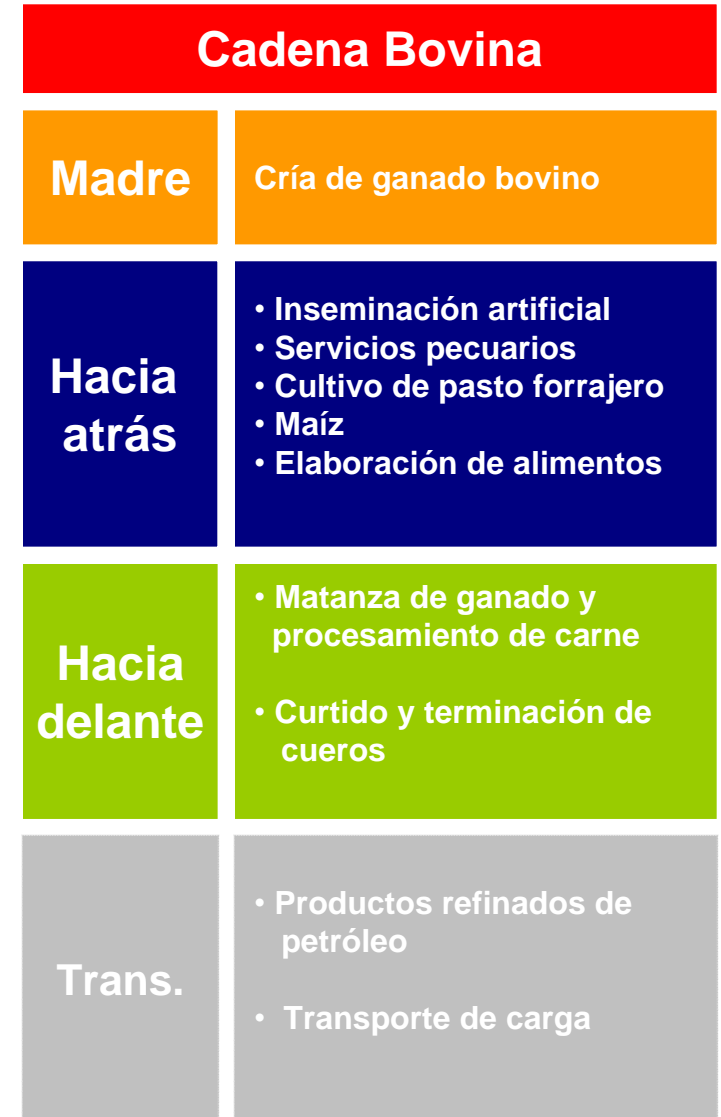 Cadena Bovina
Madre
Cría de ganado bovino
Hacia
atrás
• Inseminación artificial
• Servicios pecuarios
• Cultivo de pasto forrajero
• Maíz
• Elaboración de alimentos
Hacia
delante
• Matanza de ganado y
procesamiento de carne
• Curtido y terminación de
cueros
Trans.
• Productos refinados de
petróleo
• Transporte de carga